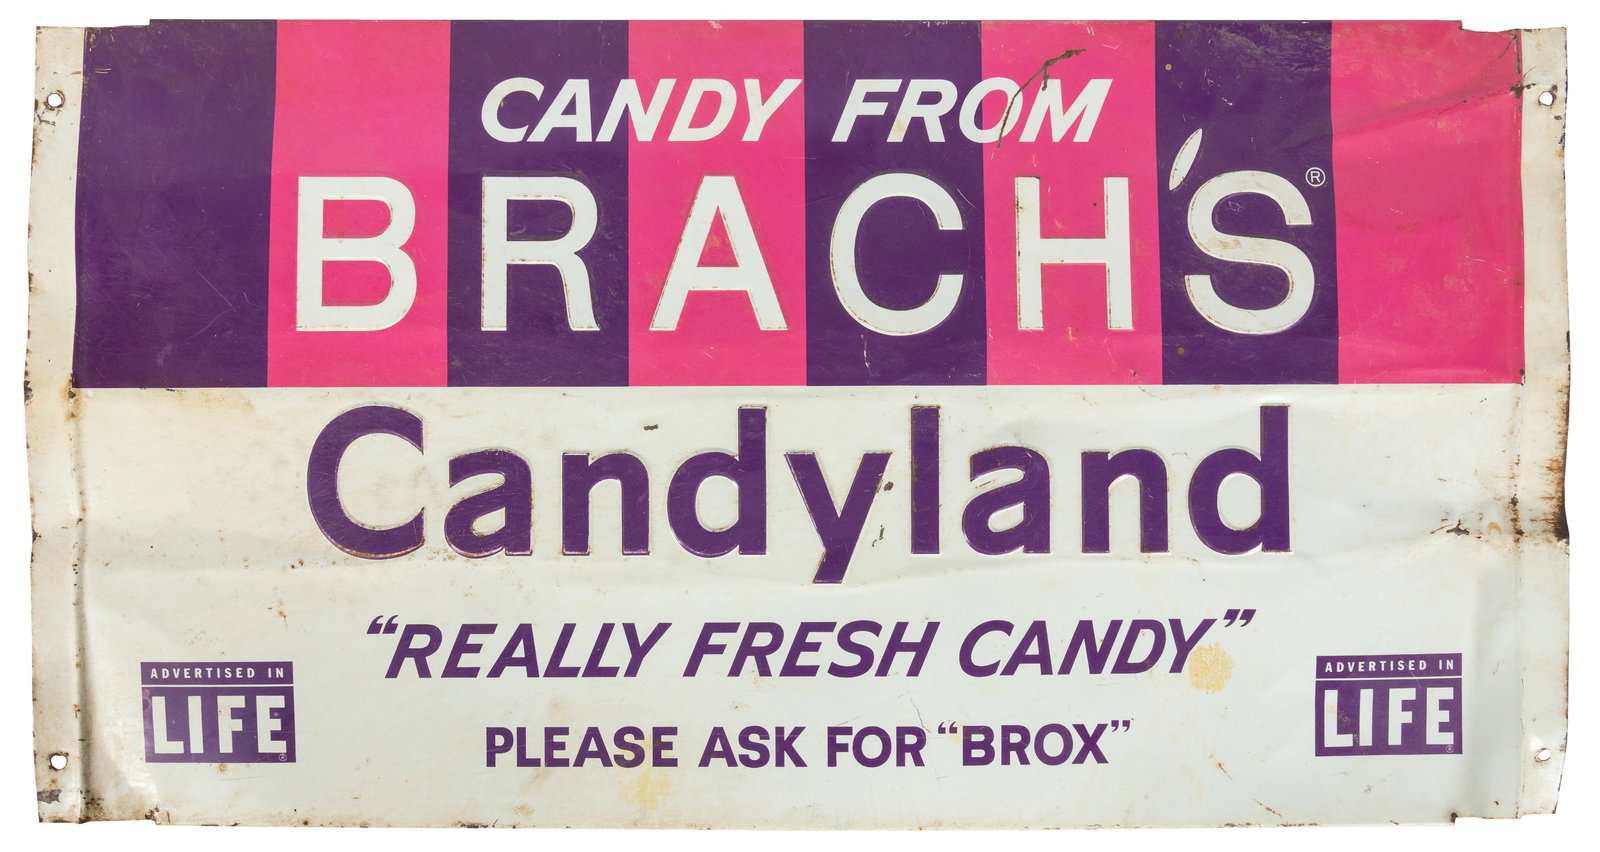 CANDY FROM
BRACH'S®
Candyland
“REALLY FRESH CANDY”
ADVERTISED IN
LIFE®
PLEASE ASK FOR “BROX”
ADVERTISED IN
LIFE®